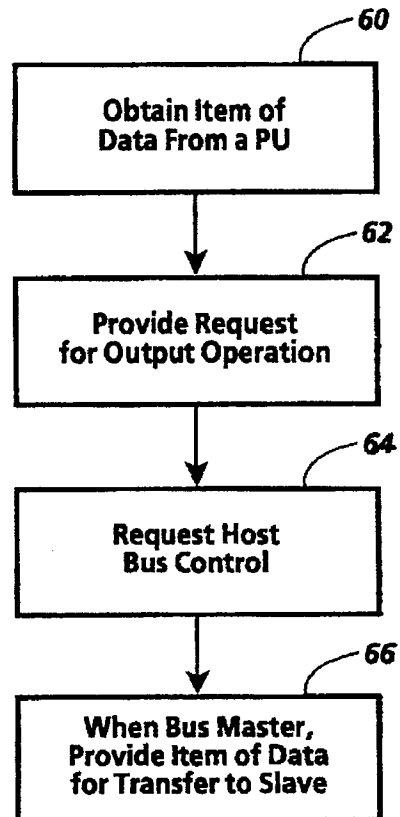 60
Obtain Item of
Data From a PU
62
Provide Request
for Output Operation
64
Request Host
Bus Control
66
When Bus Master,
Provide Item of Data
for Transfer to Slave